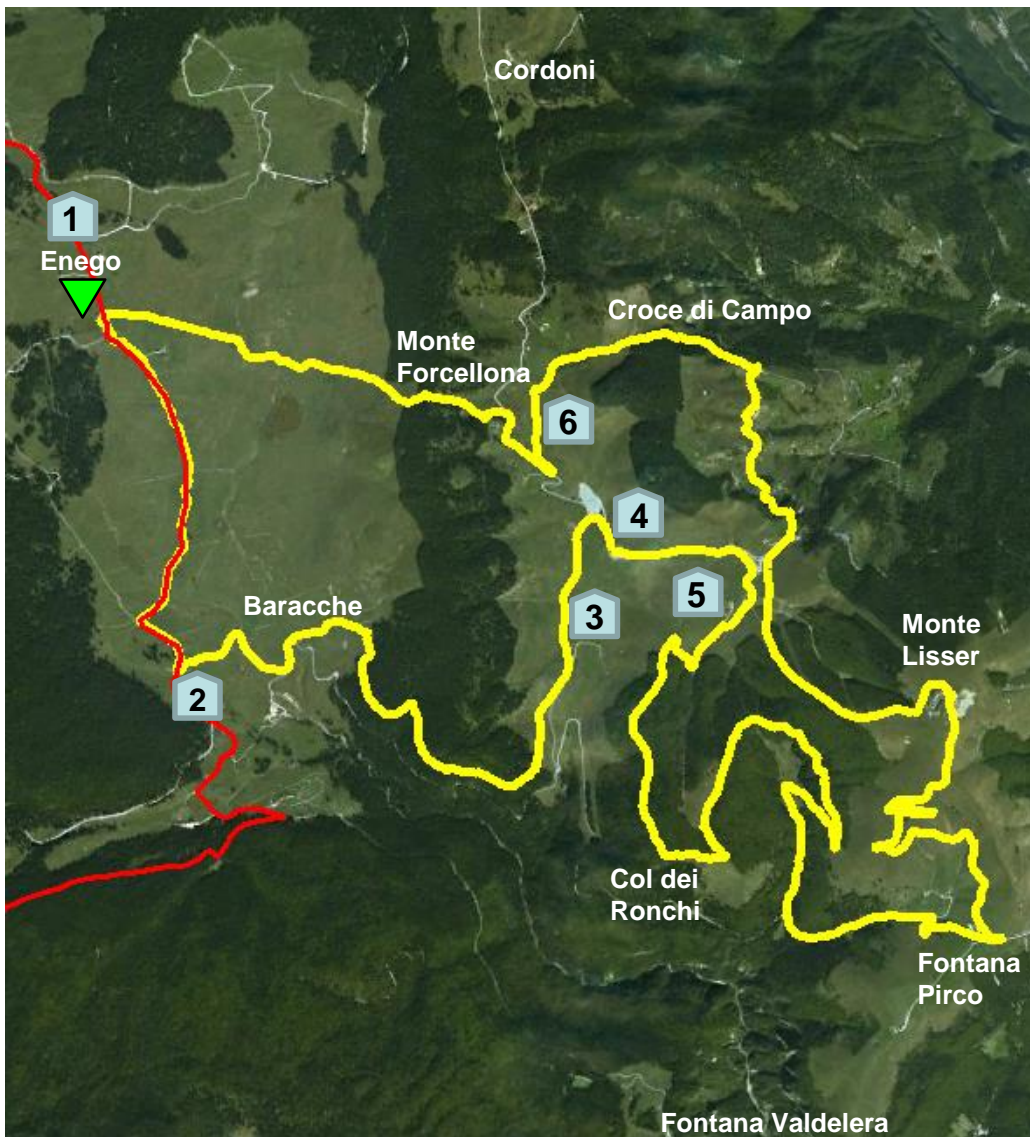 Cordoni
1
Enego
Croce di Campo
Monte
Forcellona
6
4
5
3
Baracche
Monte
Lisser
2
Col dei
Ronchi
Fontana
Pirco
Fontana Valdelera